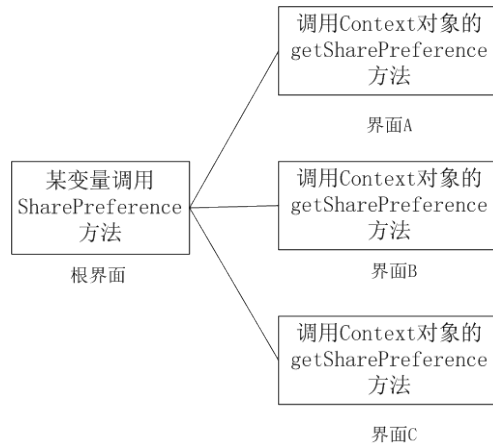 调用Context对象的
getSharePreference
方法
界面A
某变量调用
SharePreference
方法
根界面
调用Context对象的
getSharePreference
方法
界面B
调用Context对象的
getSharePreference
方法
界面C